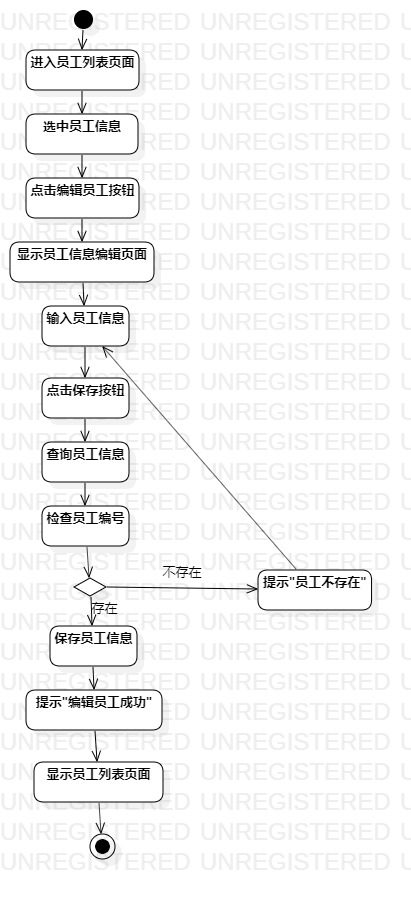 进入员工列表页面
选中员工信息
点击编辑员工按钮
显示员工信息编辑页面
输入员工信息
点击保存按钮
查询员工信息
检查员工编号
不存在
提示"员工不存在"
存在
保存员工信息
提示"编辑员工成功"
显示员工列表页面
UNREGISTERED